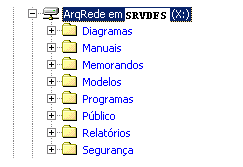 ArqRede em SRVDFS (X:)
Diagramas
Manuais
Memorandos
Modelos
Programas
Público
Relatórios
Segurança